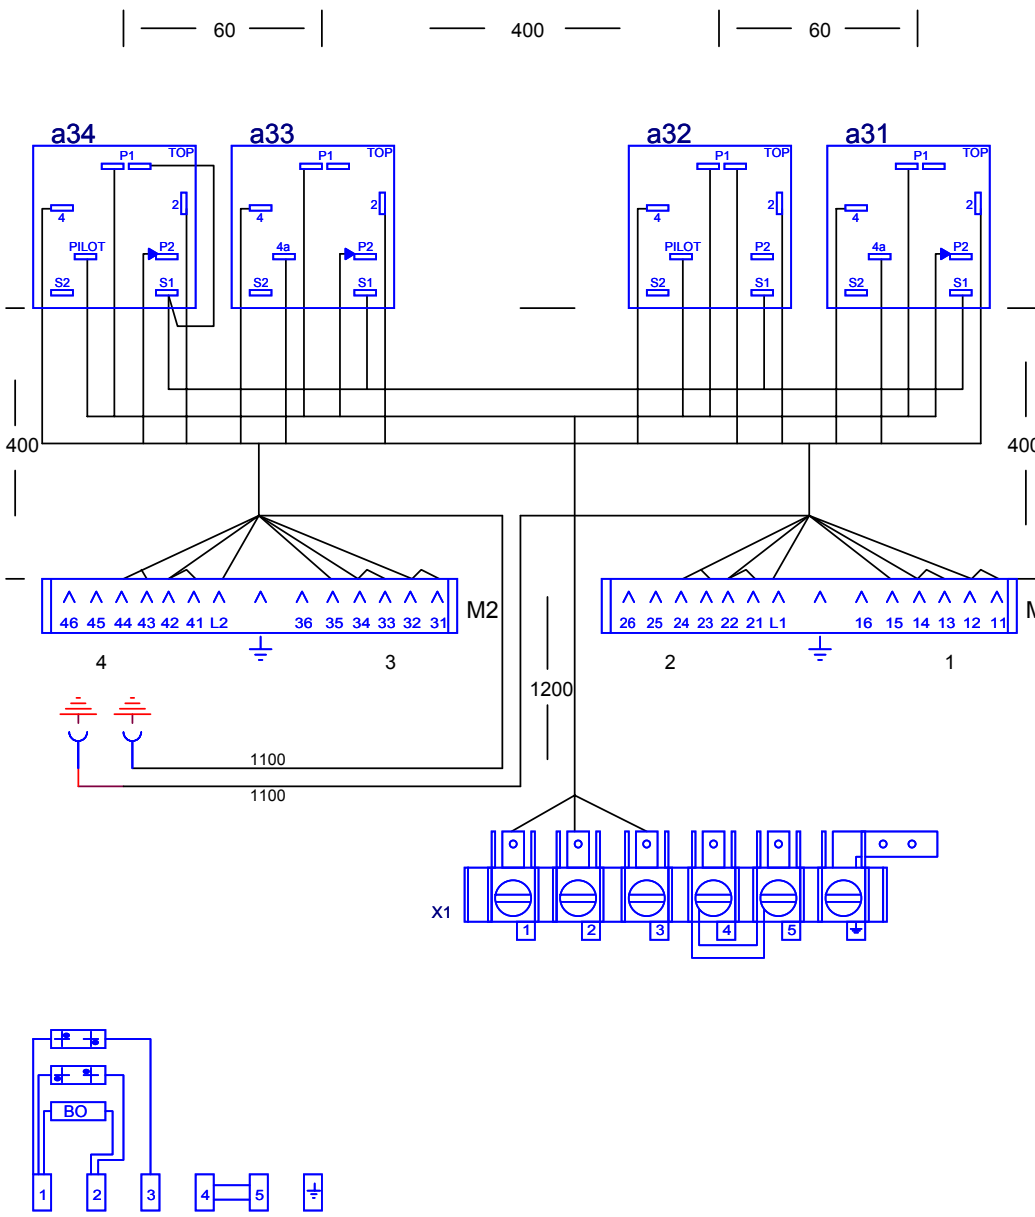 60 400 60
a34 a33 a32 a31
P1 TOP P1 TOP P1 TOP P1 TOP
4 2 4 2 4 2 4 2
PILOT P2 4a P2 PILOT P2 4a P2
S2 S1 S2 S1 S2 S1 S2 S1
400 400
46 45 44 43 42 41 L2 36 35 34 33 32 31 M2 26 25 24 23 22 21 L1 16 15 14 13 12 11 M
4 3 2 1
1200
1100
1100
X1 1 2 3 4 5
BO
1 2 3 4 5